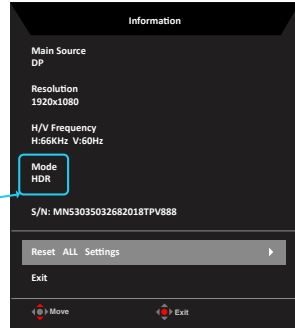 Information
Main Source
DP
Resolution
1920x1080
H/V Frequency
H:66KHz V:60Hz
Mode
HDR
S/N: MN53035032682018TPV888
Reset ALL Settings
Exit
Move Exit